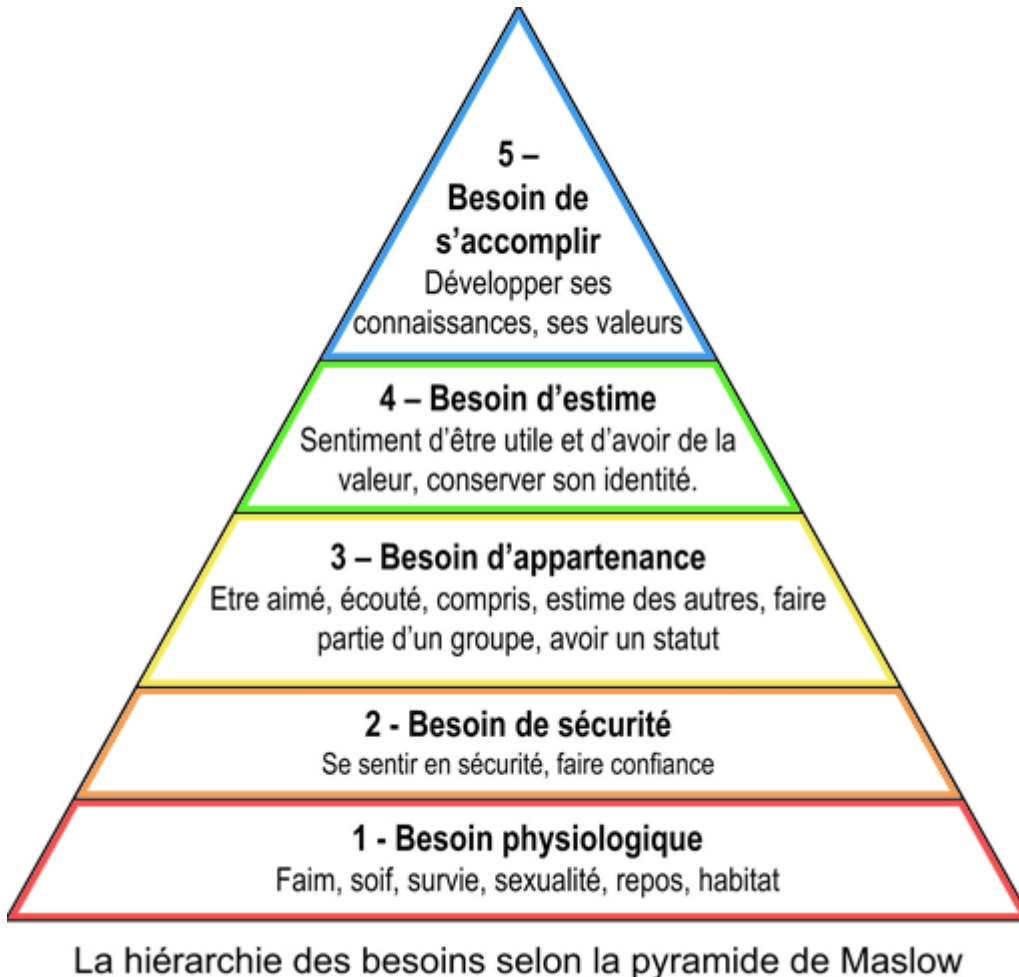 5 –
Besoin de
s’accomplir
Développer ses
connaissances, ses valeurs
4 – Besoin d’estime
Sentiment d’être utile et d’avoir de la
valeur, conserver son identité.
3 – Besoin d’appartenance
Etre aimé, écouté, compris, estime des autres, faire
partie d’un groupe, avoir un statut
2 - Besoin de sécurité
Se sentir en sécurité, faire confiance
1 - Besoin physiologique
Faim, soif, survie, sexualité, repos, habitat
La hiérarchie des besoins selon la pyramide de Maslow